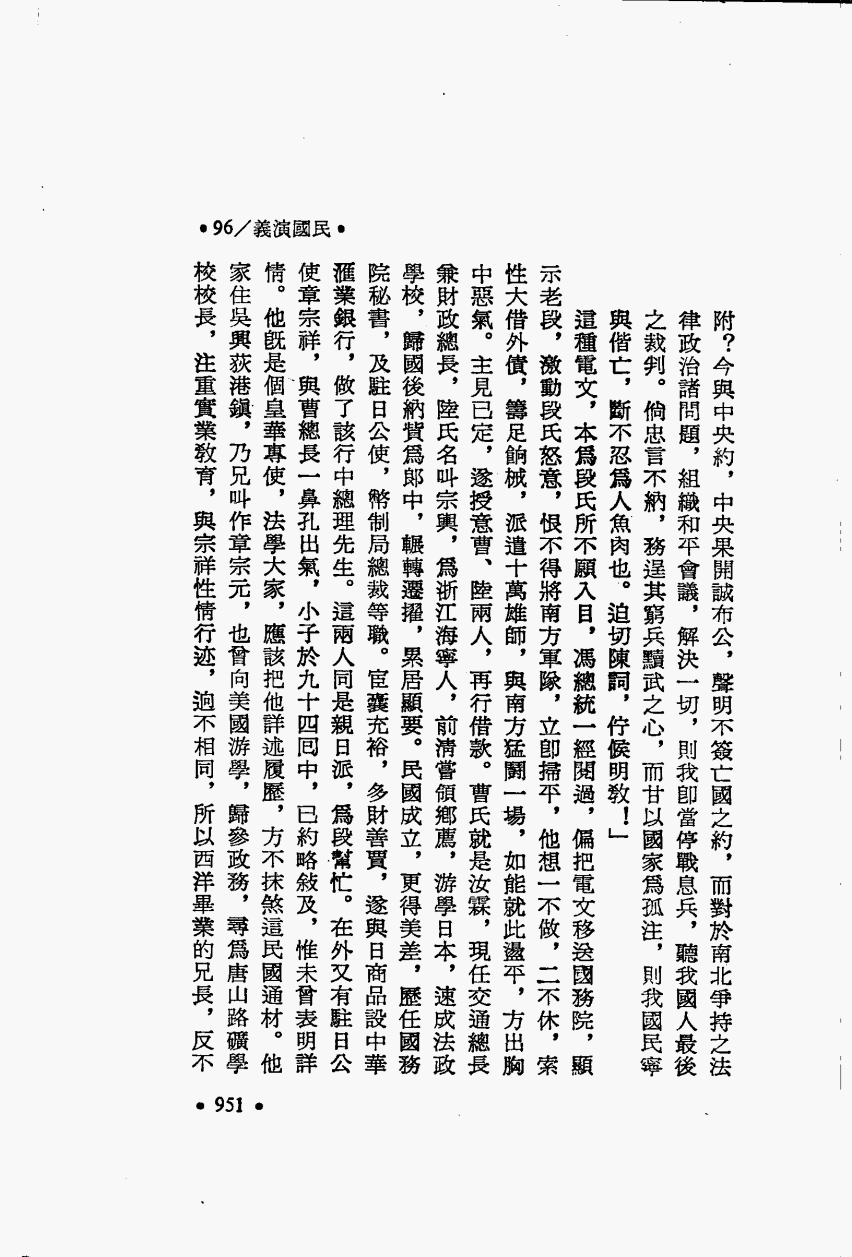 •96/義演國民•
附？今與中央約，中央果開誠布公，聲明不簽亡國之約，而對於南北爭持之法
律政治諸問題，組織和平會議，解決一切，則我卽當停戰息兵，聽我國人最後
之裁判。倘忠言不納，務逞其窮兵黷武之心，而甘以國家爲孤注，則我國民寧
與偕亡，斷不忍爲人魚肉也。迫切陳詞，佇候明敎！」
這種電文，本爲段氏所不願入目，馮總統一經閱過，偏把電文移送國務院，顯
示老段，激動段氏怒意，恨不得將南方軍隊，立卽掃平，他想一不做，二不休，索
性大借外債，籌足餉械，派遣十萬雄師，與南方猛鬭一場，如能就此盪平，方出胸
中惡氣。主見已定，遂授意曹、陸兩人，再行借款。曹氏就是汝霖，現任交通總長
兼財政總長，陸氏名叫宗輿，爲浙江海寧人，前清嘗領鄕薦，游學日本，速成法政
學校，歸國後納貲爲郎中，輾轉遷擢，累居顯要。民國成立，更得美差，歷任國務
院秘書，及駐日公使，幣制局總裁等職。宦囊充裕，多財善賈，遂與日商品設中華
滙業銀行，做了該行中總理先生。這兩人同是親日派，爲段幫忙。在外又有駐日公
使章宗祥，與曹總長一鼻孔出氣，小子於九十四囘中，已約略敍及，惟未曾表明詳
情。他旣是個皇華專使，法學大家，應該把他詳述履歷，方不抹煞這民國通材。他
家住吳興荻港鎭，乃兄叫作章宗元，也曾向美國游學，歸參政務，尋爲唐山路礦學
校校長，注重實業敎育，與宗祥性情行迹，逈不相同，所以西洋畢業的兄長，反不
•951•